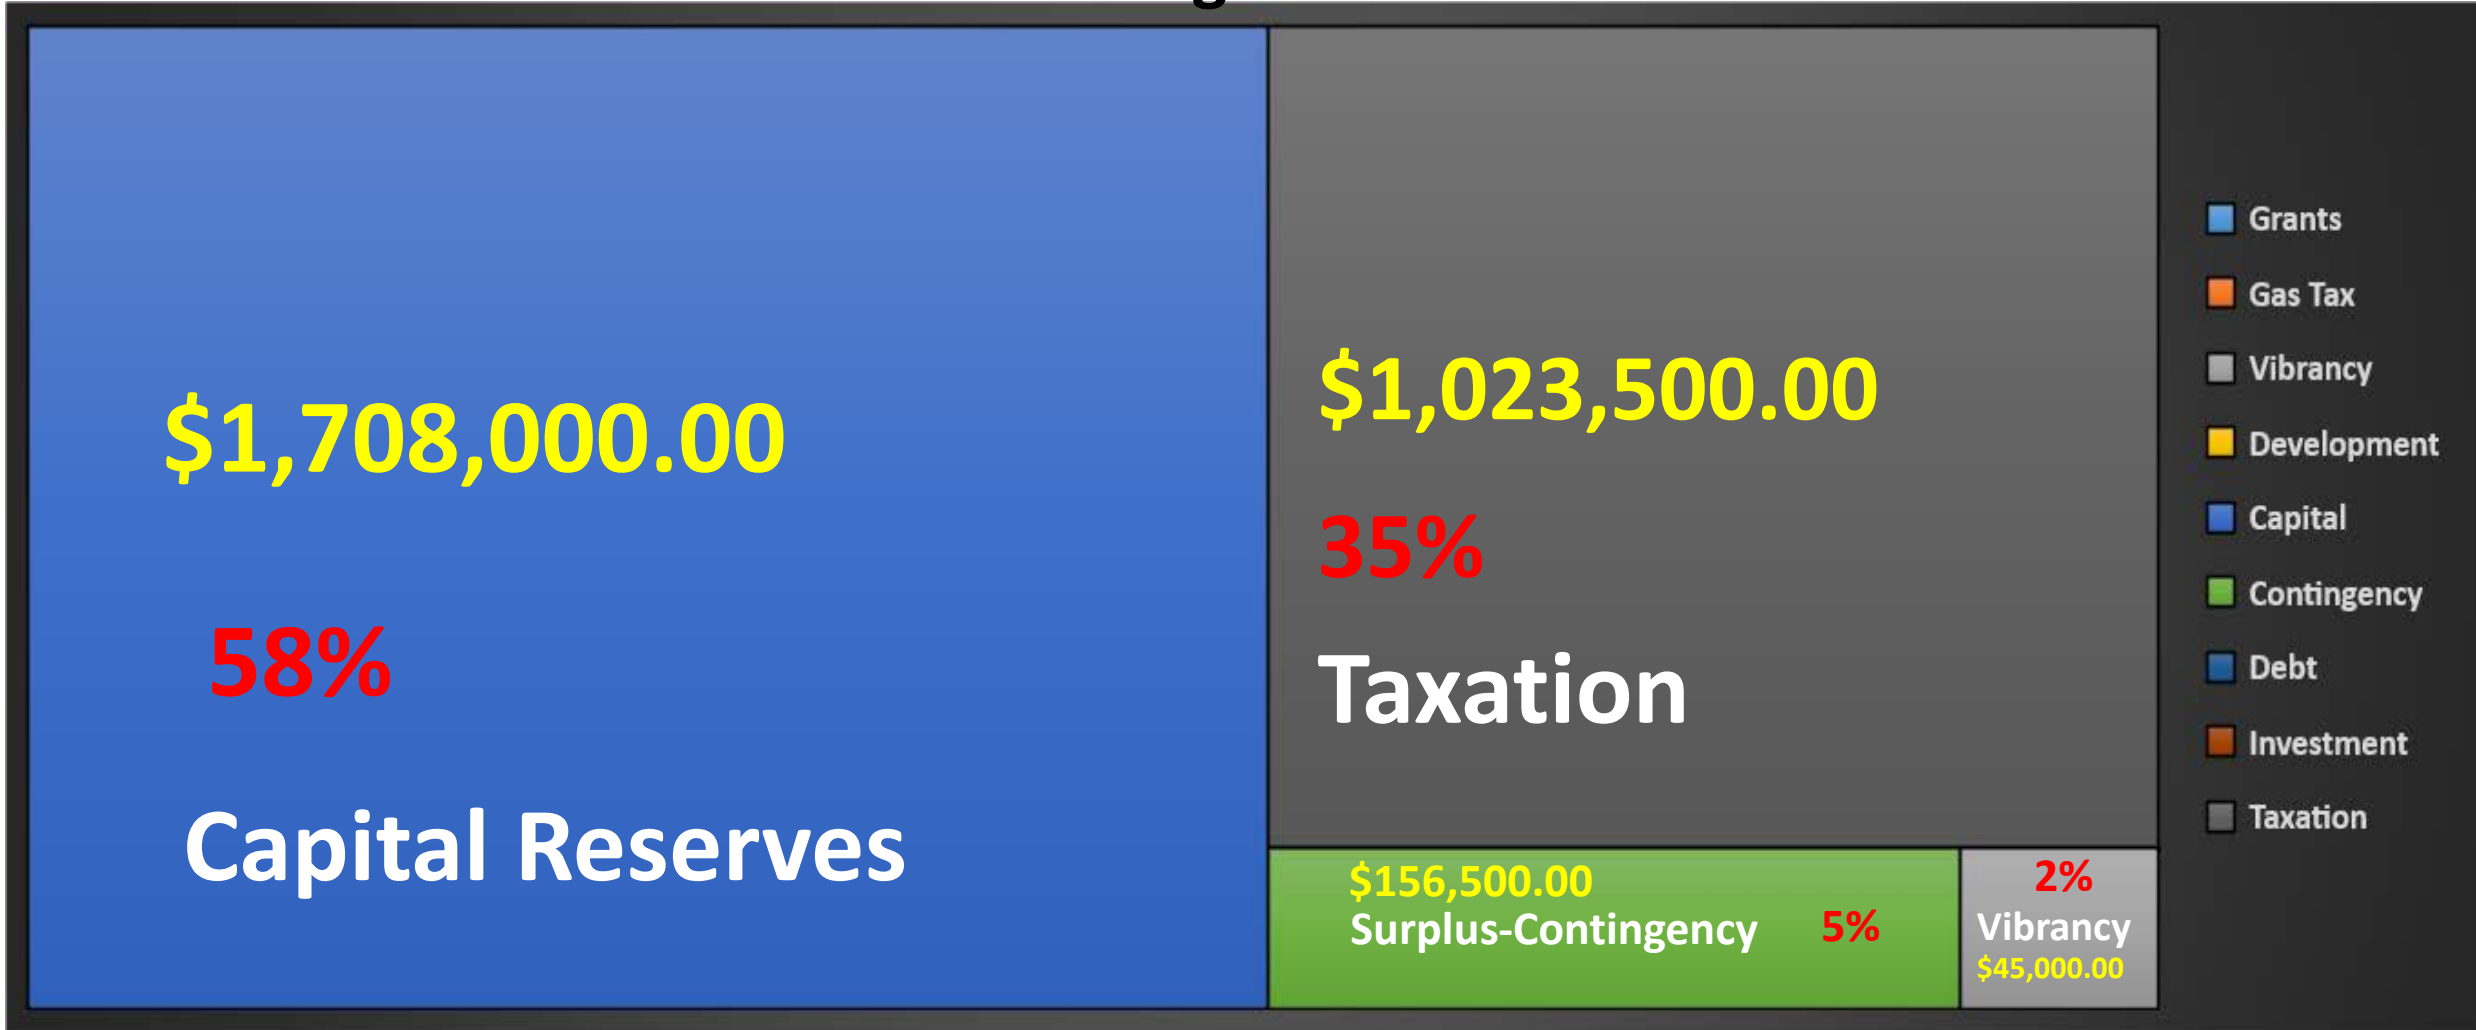 $1,708,000.00
58%
Capital Reserves
$1,023,500.00
35%
Taxation
$156,500.00
Surplus-Contingency 5%
2%
Vibrancy
$45,000.00
Grants
Gas Tax
Vibrancy
Development
Capital
Contingency
Debt
Investment
Taxation